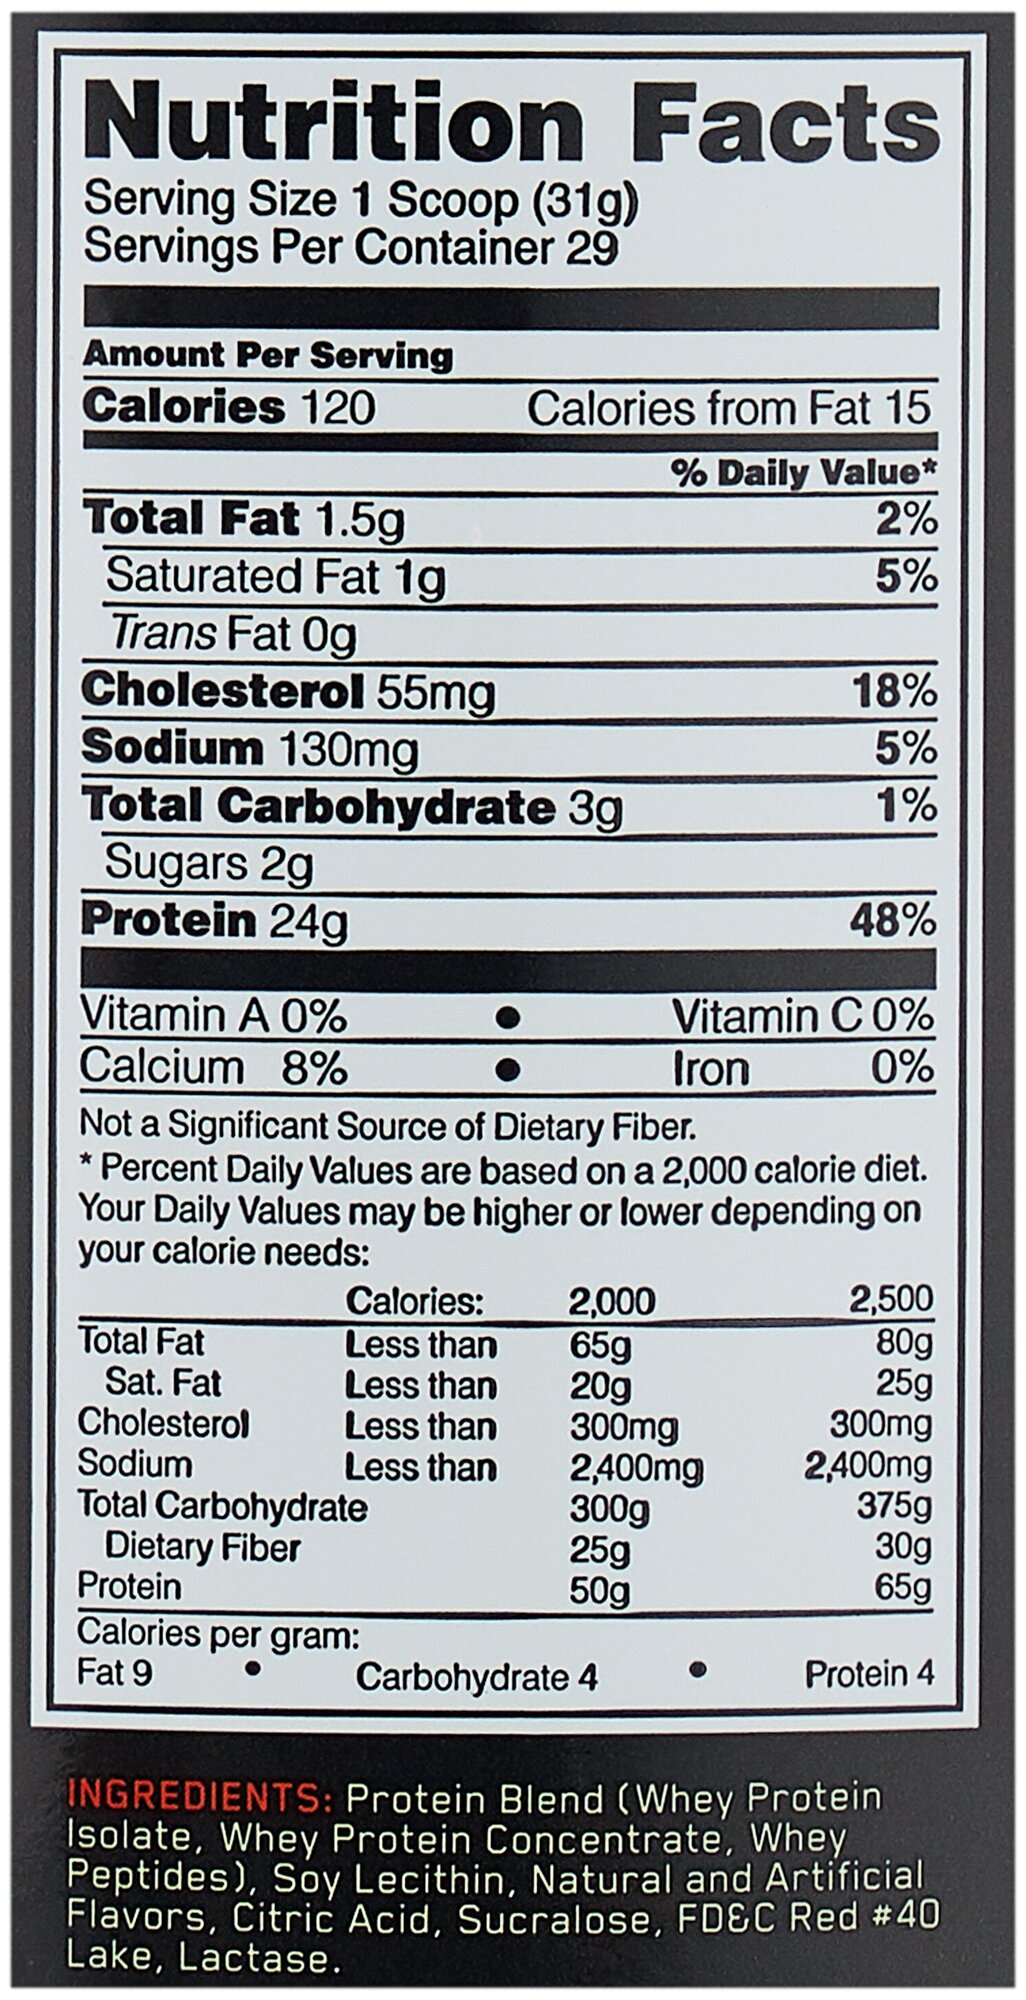 Nutrition Facts
Serving Size 1 Scoop (31g)
Servings Per Container 29
Amount Per Serving
Calories 120 Calories from Fat 15
% Daily Value*
Total Fat 1.5g 2%
Saturated Fat 1g 5%
Trans Fat 0g
Cholesterol 55mg 18%
Sodium 130mg 5%
Total Carbohydrate 3g 1%
Sugars 2g
Protein 24g 48%
Vitamin A 0% • Vitamin C 0%
Calcium 8% • Iron 0%
Not a Significant Source of Dietary Fiber.
* Percent Daily Values are based on a 2,000 calorie diet.
Your Daily Values may be higher or lower depending on
your calorie needs:
Calories: 2,000 2,500
Total Fat Less than 65g 80g
Sat. Fat Less than 20g 25g
Cholesterol Less than 300mg 300mg
Sodium Less than 2,400mg 2,400mg
Total Carbohydrate 300g 375g
Dietary Fiber 25g 30g
Protein 50g 65g
Calories per gram:
Fat 9 • Carbohydrate 4 • Protein 4
INGREDIENTS: Protein Blend (Whey Protein
Isolate, Whey Protein Concentrate, Whey
Peptides), Soy Lecithin, Natural and Artificial
Flavors, Citric Acid, Sucralose, FD&C Red #40
Lake, Lactase.